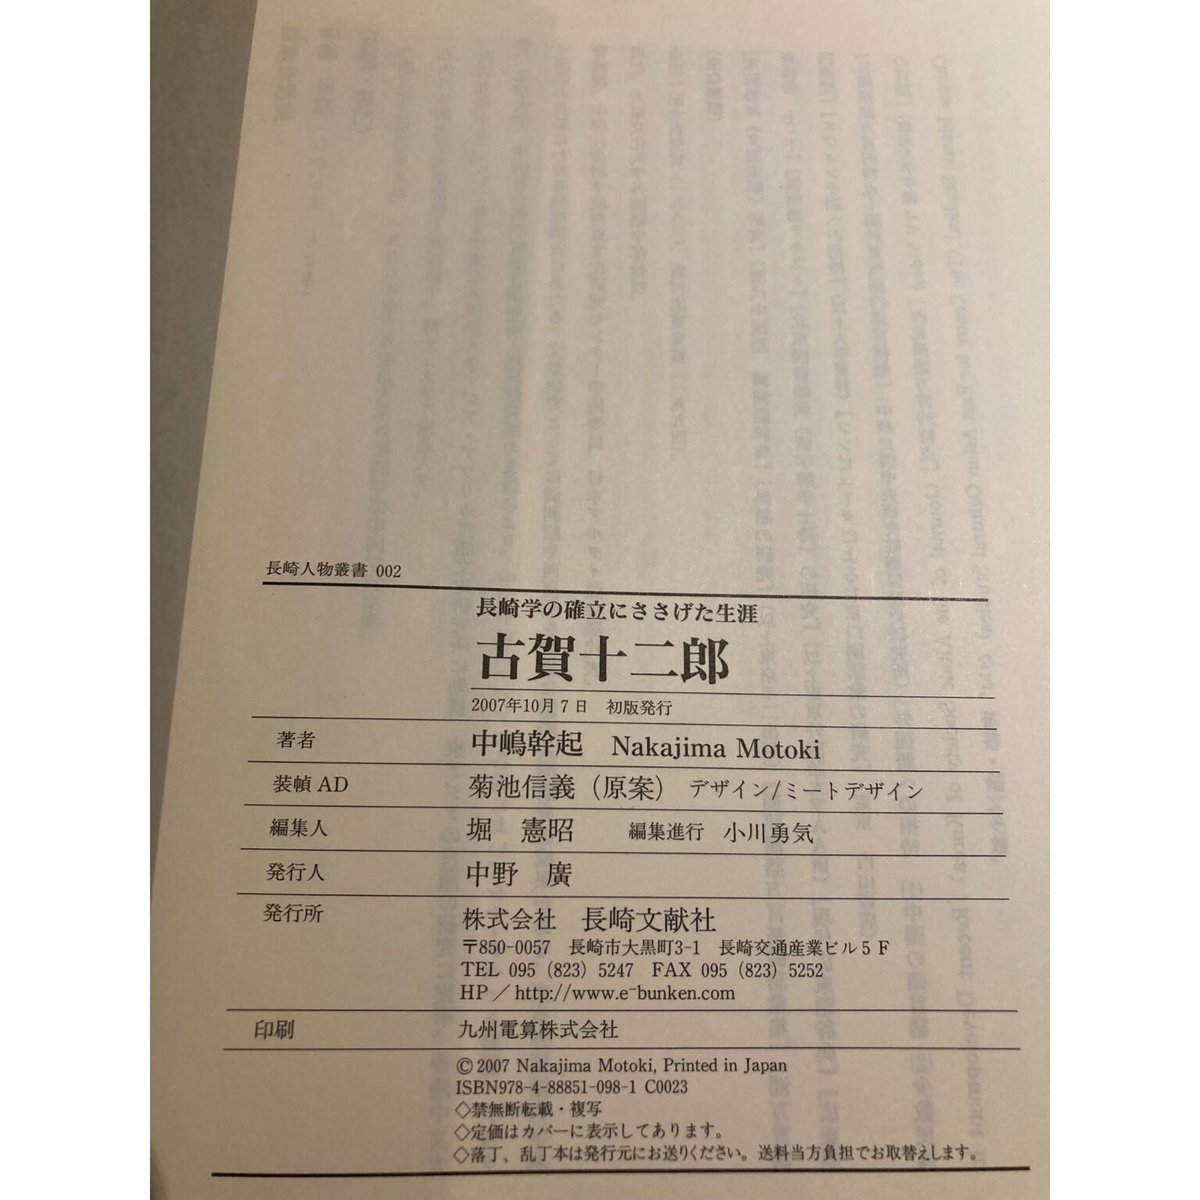 長崎人物叢書 002
長崎学の確立にささげた生涯
古賀十二郎
2007年10月7日 初版発行
著者 中嶋幹起 Nakajima Motoki
装幀AD 菊池信義（原案） デザイン/ミートデザイン
編集人 堀 憲昭 編集進行 小川勇気
発行人 中野 廣
発行所 株式会社 長崎文献社
〒850-0057 長崎市大黒町3-1 長崎交通産業ビル5F
TEL 095（823）5247 FAX 095（823）5252
HP／http://www.e-bunken.com
印刷 九州電算株式会社
©2007 Nakajima Motoki, Printed in Japan
ISBN978-4-88851-098-1 C0023
◇禁無断転載・複写
◇定価はカバーに表示してあります。
◇落丁、乱丁本は発行元にお送りください。送料当方負担でお取替えします。